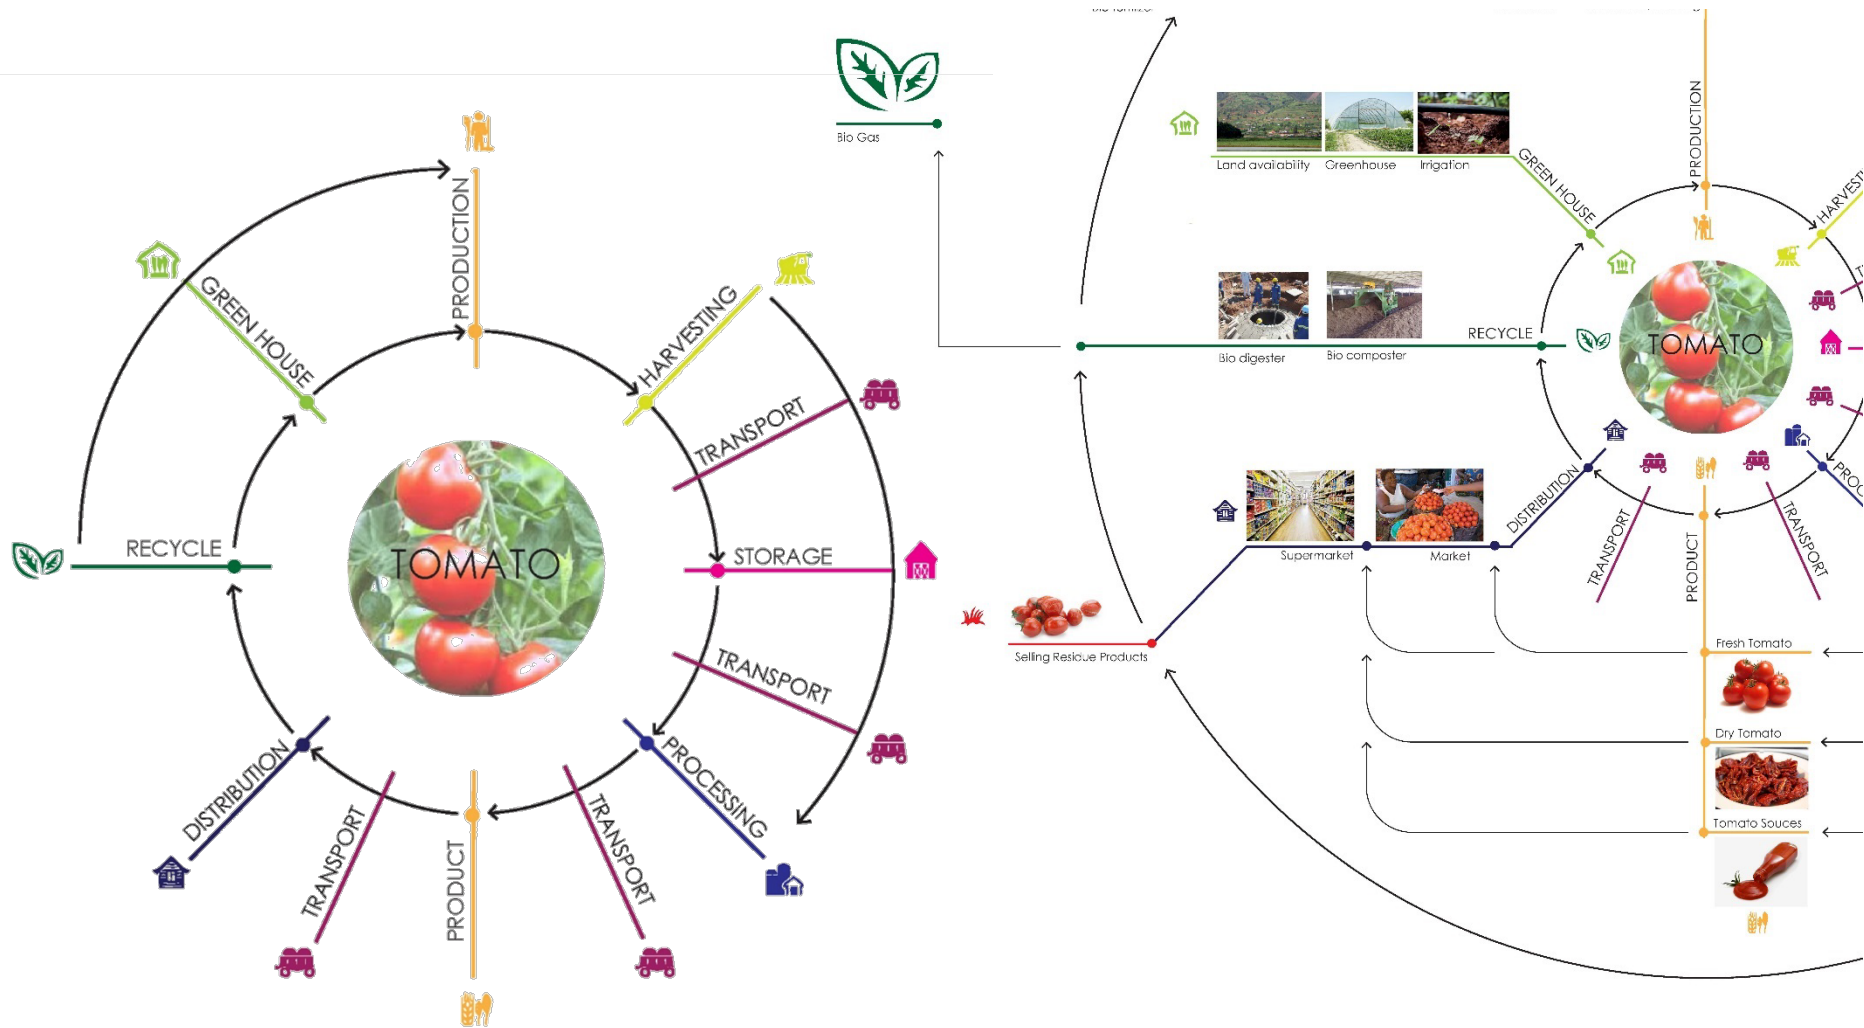 PRODUCTION
GREEN HOUSE
HARVESTING
TRANSPORT
RECYCLE
TOMATO
STORAGE
TRANSPORT
PROCESSING
DISTRIBUTION
TRANSPORT
PRODUCT
TRANSPORT
Bio Gas
Land availability
Greenhouse
Irrigation
GREEN HOUSE
PRODUCTION
Bio digester
Bio composter
RECYCLE
TOMATO
Supermarket
Market
DISTRIBUTION
TRANSPORT
PRODUCT
TRANSPORT
Selling Residue Products
Fresh Tomato
Dry Tomato
Tomato Souces